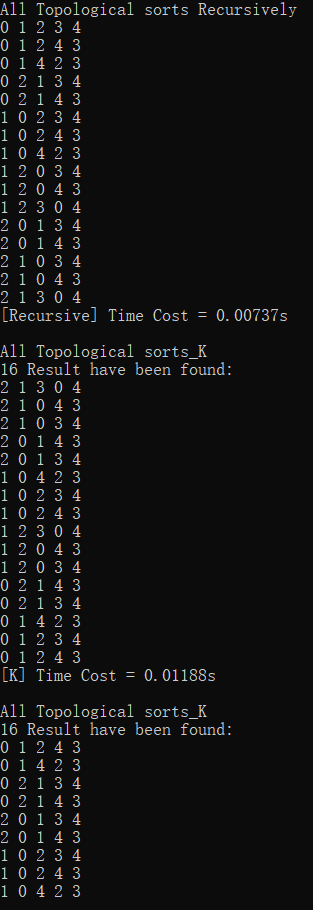 All Topological sorts Recursively
0 1 2 3 4
0 1 2 4 3
0 1 4 2 3
0 2 1 3 4
0 2 1 4 3
1 0 2 3 4
1 0 2 4 3
1 0 4 2 3
1 2 0 3 4
1 2 0 4 3
1 2 3 0 4
2 0 1 3 4
2 0 1 4 3
2 1 0 3 4
2 1 0 4 3
2 1 3 0 4
[Recursive] Time Cost = 0.00737s
All Topological sorts_K
16 Result have been found:
2 1 3 0 4
2 1 0 4 3
2 1 0 3 4
2 0 1 4 3
2 0 1 3 4
1 0 4 2 3
1 0 2 3 4
1 0 2 4 3
1 2 3 0 4
1 2 0 4 3
1 2 0 3 4
0 2 1 4 3
0 2 1 3 4
0 1 4 2 3
0 1 2 3 4
0 1 2 4 3
[K] Time Cost = 0.01188s
All Topological sorts_K
16 Result have been found:
0 1 2 4 3
0 1 4 2 3
0 2 1 3 4
0 2 1 4 3
2 0 1 3 4
2 0 1 4 3
1 0 2 3 4
1 0 2 4 3
1 0 4 2 3